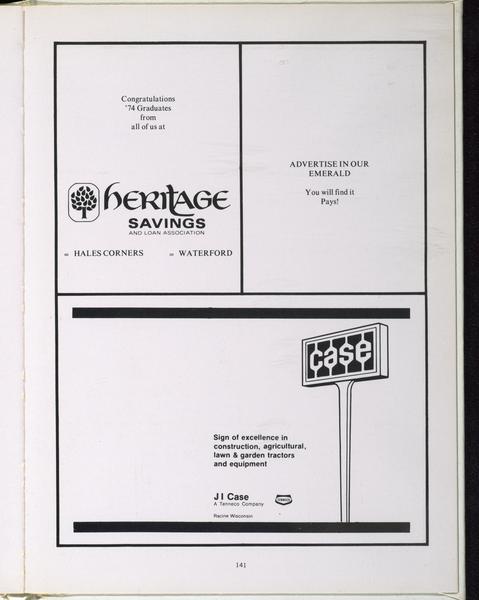 Congratulations
'74 Graduates
from
all of us at
heritage
SAVINGS
AND LOAN ASSOCIATION
HALES CORNERS
WATERFORD
ADVERTISE IN OUR
EMERALD
You will find it
Pays!
case
Sign of excellence in
construction, agricultural,
lawn & garden tractors
and equipment
J I Case
A Tenneco Company
TENNECO
Racine Wisconsin
141